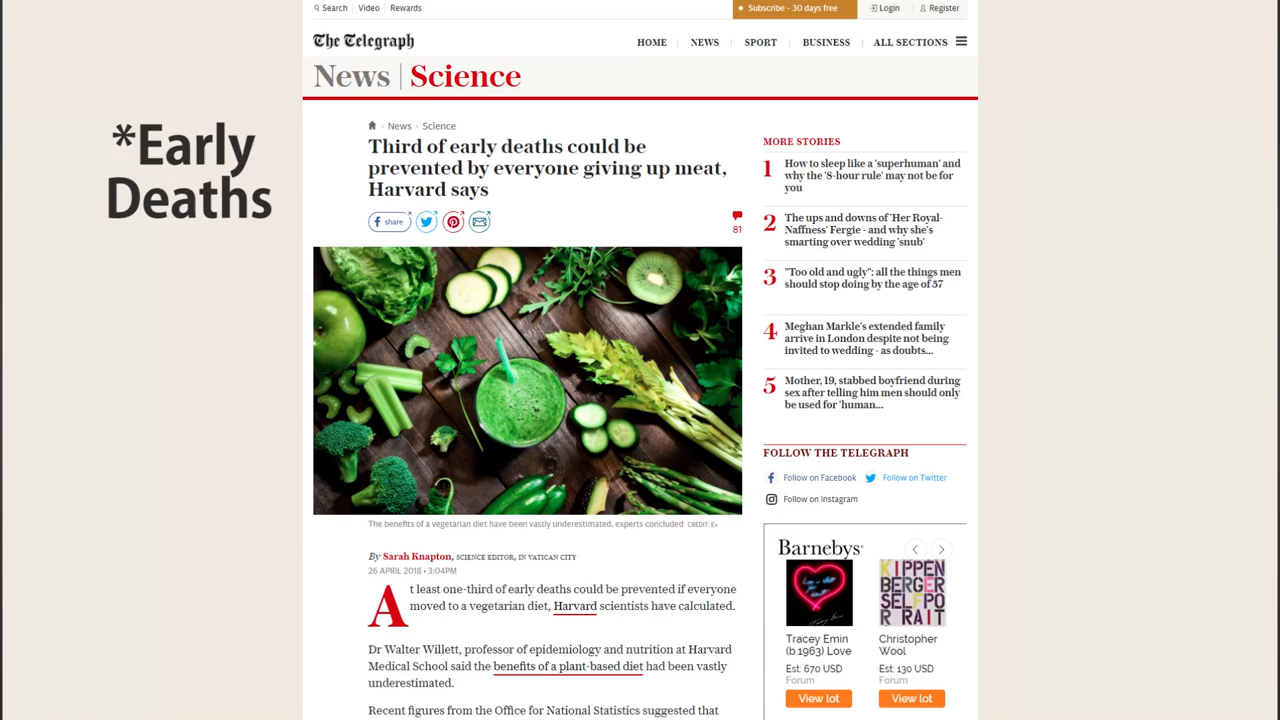 *Early
Deaths
Search Video Rewards
Subscribe - 30 days free
Login
Register
The Telegraph
HOME NEWS SPORT BUSINESS ALL SECTIONS
News Science
News Science
Third of early deaths could be
prevented by everyone giving up meat,
Harvard says
share
81
The benefits of a vegetarian diet have been vastly underestimated, experts concluded CREDIT: E+
By Sarah Knapton, SCIENCE EDITOR, IN VATICAN CITY
26 APRIL 2018 • 3:04PM
At least one-third of early deaths could be prevented if everyone
moved to a vegetarian diet, Harvard scientists have calculated.
Dr Walter Willett, professor of epidemiology and nutrition at Harvard
Medical School said the benefits of a plant-based diet had been vastly
underestimated.
Recent figures from the Office for National Statistics suggested that
MORE STORIES
1 How to sleep like a 'superhuman' and
why the '8-hour rule' may not be for
you
2 The ups and downs of 'Her Royal-
Naffness' Fergie - and why she's
smarting over wedding 'snub'
3 "Too old and ugly": all the things men
should stop doing by the age of 57
4 Meghan Markle's extended family
arrive in London despite not being
invited to wedding - as doubts...
5 Mother, 19, stabbed boyfriend during
sex after telling him men should only
be used for 'human...
FOLLOW THE TELEGRAPH
Follow on Facebook Follow on Twitter
Follow on Instagram
Barnebys
KIPPEN
BERGER
SELFPO
R RAIT
Tracey Emin
(b.1963) Love
Est: 670 USD
Forum
View lot
Christopher
Wool
Est: 130 USD
Forum
View lot